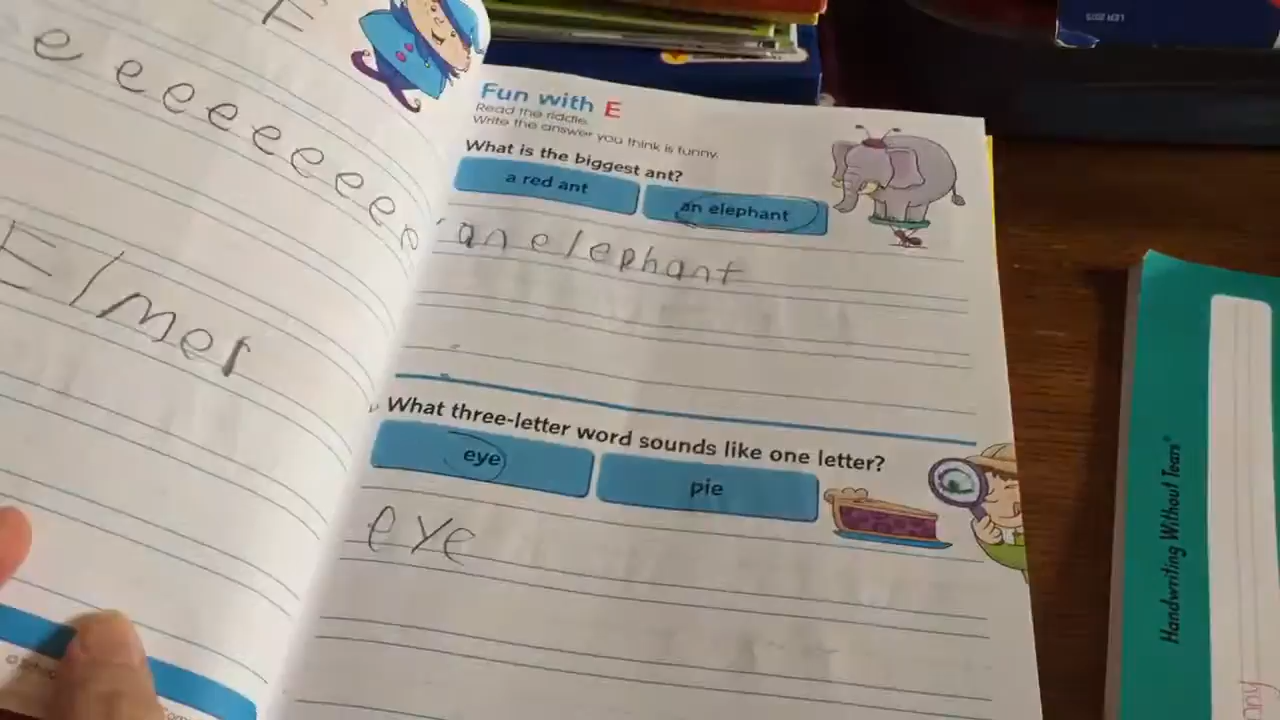 E
e e e e e e e e e e
Elmer
Fun with E
Read the riddle.
Write the answer you think is funny.
What is the biggest ant?
a red ant
an elephant
an elephant
What three-letter word sounds like one letter?
eye
pie
eye
Handwriting Without Tears®